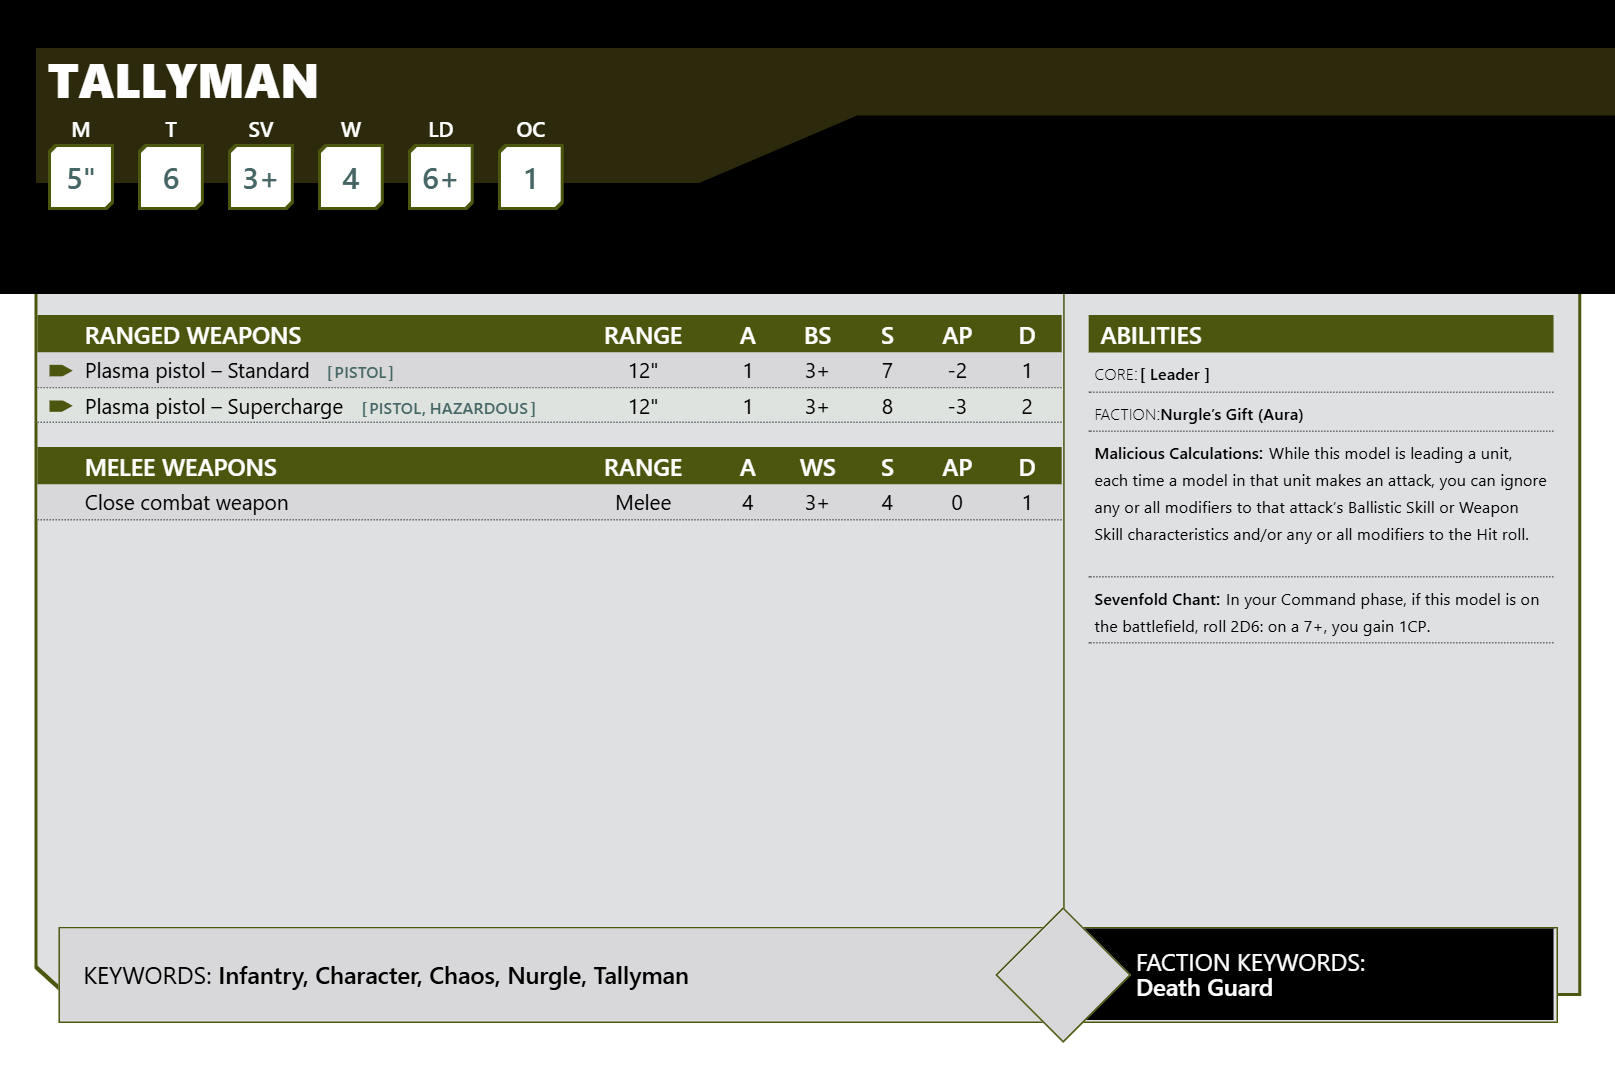 TALLYMAN
M T SV W LD OC
5" 6 3+ 4 6+ 1
RANGED WEAPONS RANGE A BS S AP D
Plasma pistol – Standard [PISTOL] 12" 1 3+ 7 -2 1
Plasma pistol – Supercharge [PISTOL, HAZARDOUS] 12" 1 3+ 8 -3 2
MELEE WEAPONS RANGE A WS S AP D
Close combat weapon Melee 4 3+ 4 0 1
ABILITIES
CORE: [ Leader ]
FACTION:Nurgle’s Gift (Aura)
Malicious Calculations: While this model is leading a unit,
each time a model in that unit makes an attack, you can ignore
any or all modifiers to that attack’s Ballistic Skill or Weapon
Skill characteristics and/or any or all modifiers to the Hit roll.
Sevenfold Chant: In your Command phase, if this model is on
the battlefield, roll 2D6: on a 7+, you gain 1CP.
KEYWORDS: Infantry, Character, Chaos, Nurgle, Tallyman
FACTION KEYWORDS:
Death Guard